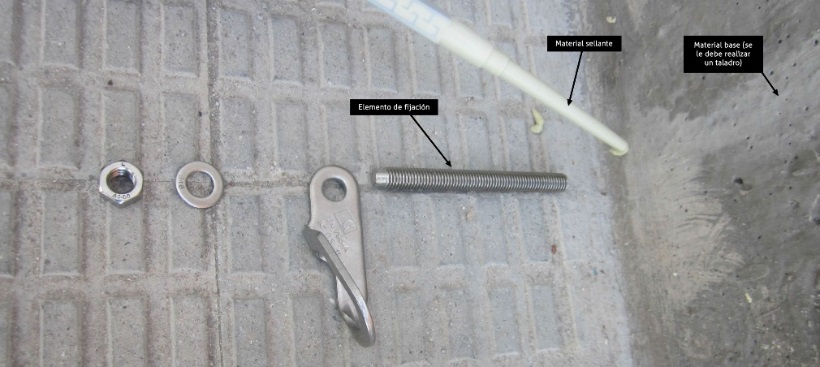 Material sellante
Material base (se
le debe realizar
un taladro)
Elemento de fijación